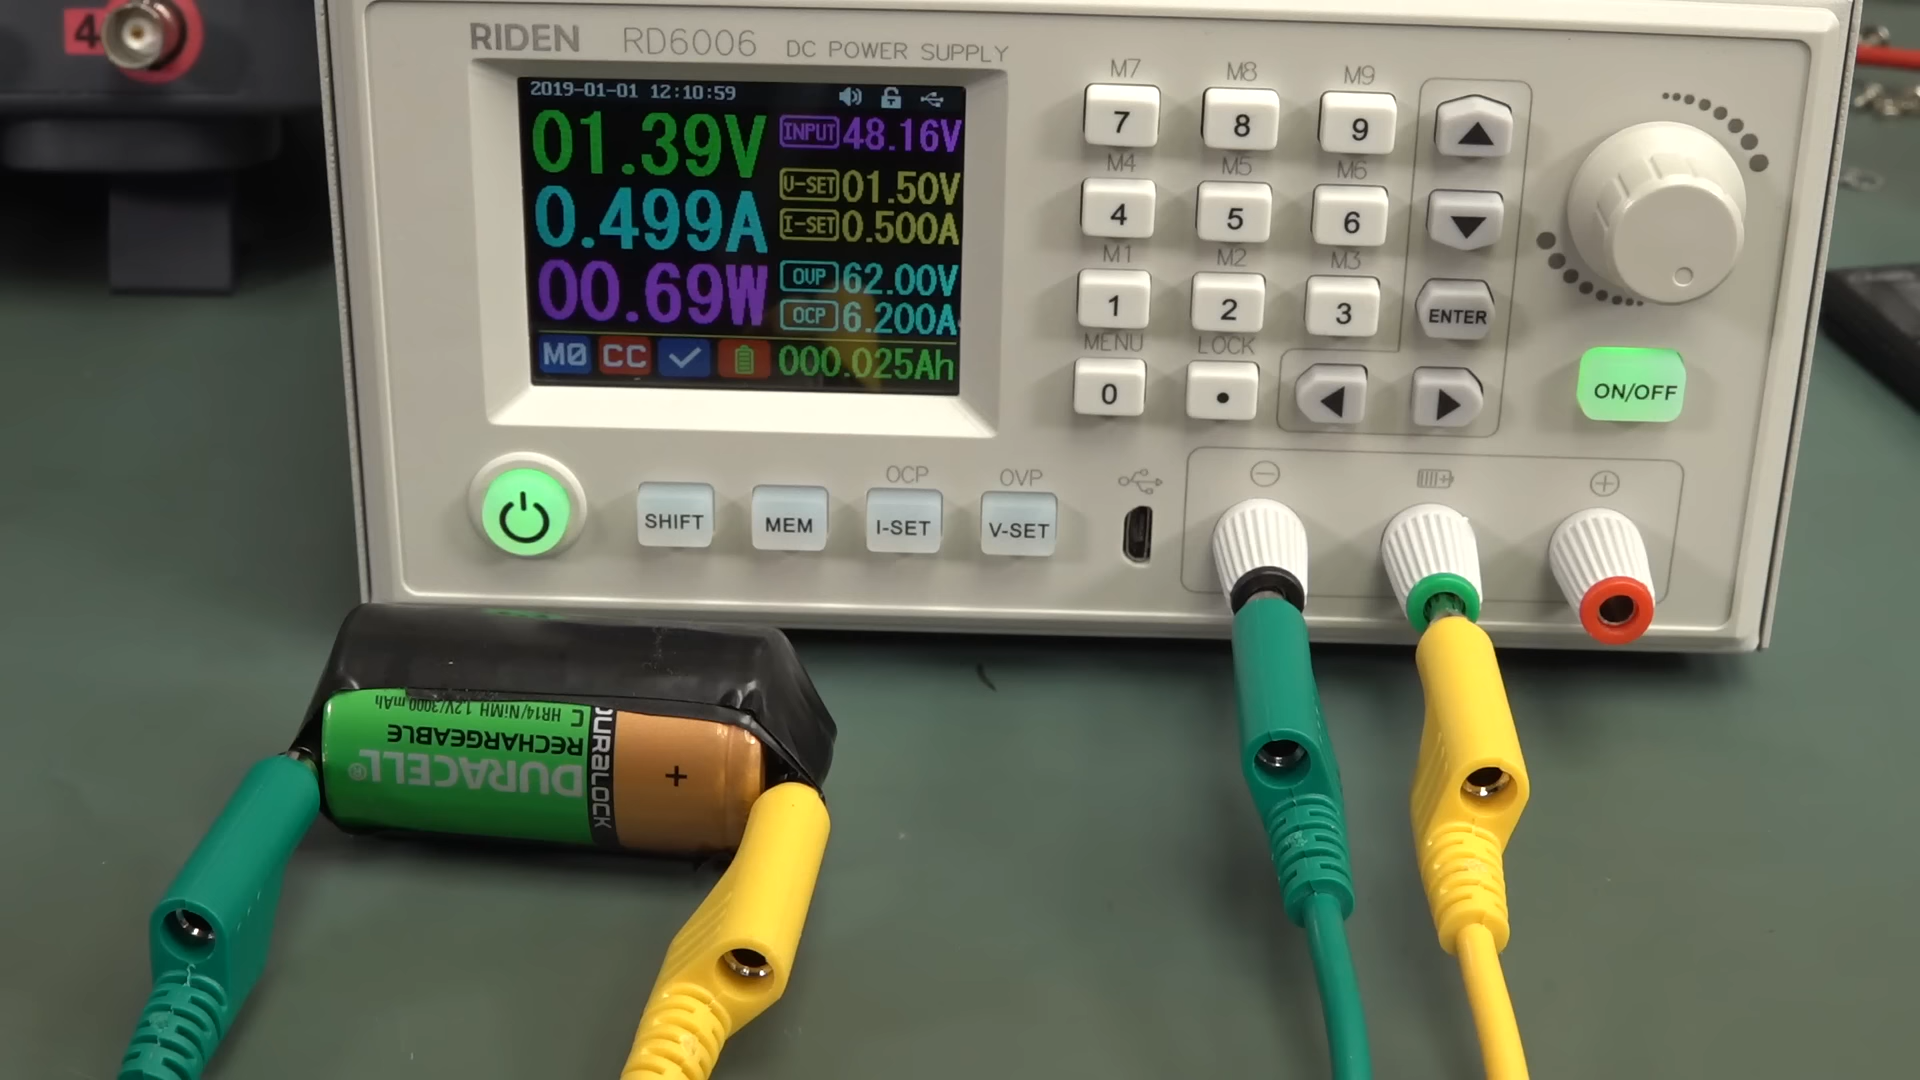 4
RIDEN RD6006 DC POWER SUPPLY
2019-01-01 12:10:59
01.39V
0.499A
00.69W
INPUT 48.16V
V-SET 01.50V
I-SET 0.500A
OVP 62.00V
OCP 6.200A
M0 CC 000.025Ah
M7 M8 M9
7 8 9
M4 M5 M6
4 5 6
M1 M2 M3
1 2 3 ENTER
MENU LOCK
0 .
ON/OFF
OCP OVP
SHIFT MEM I-SET V-SET
C HR14/NiMH 1.2V/3000 mAh
RECHARGEABLE
DURACELL®
DURALOCK
+